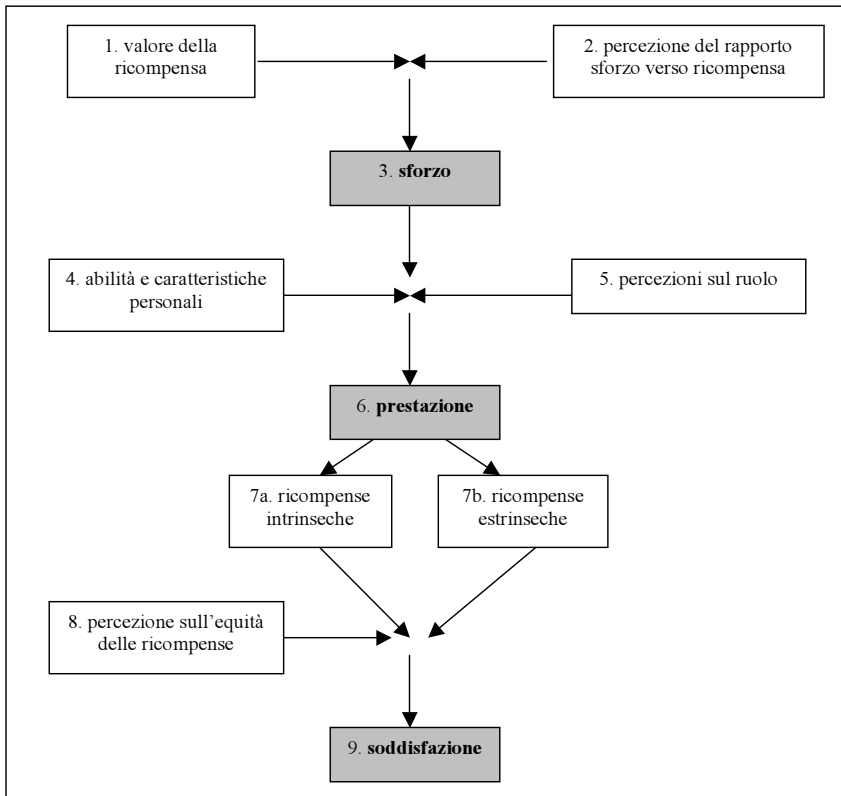 1. valore della
ricompensa
2. percezione del rapporto
sforzo verso ricompensa
3. sforzo
4. abilità e caratteristiche
personali
5. percezioni sul ruolo
6. prestazione
7a. ricompense
intrinseche
7b. ricompense
estrinseche
8. percezione sull’equità
delle ricompense
9. soddisfazione